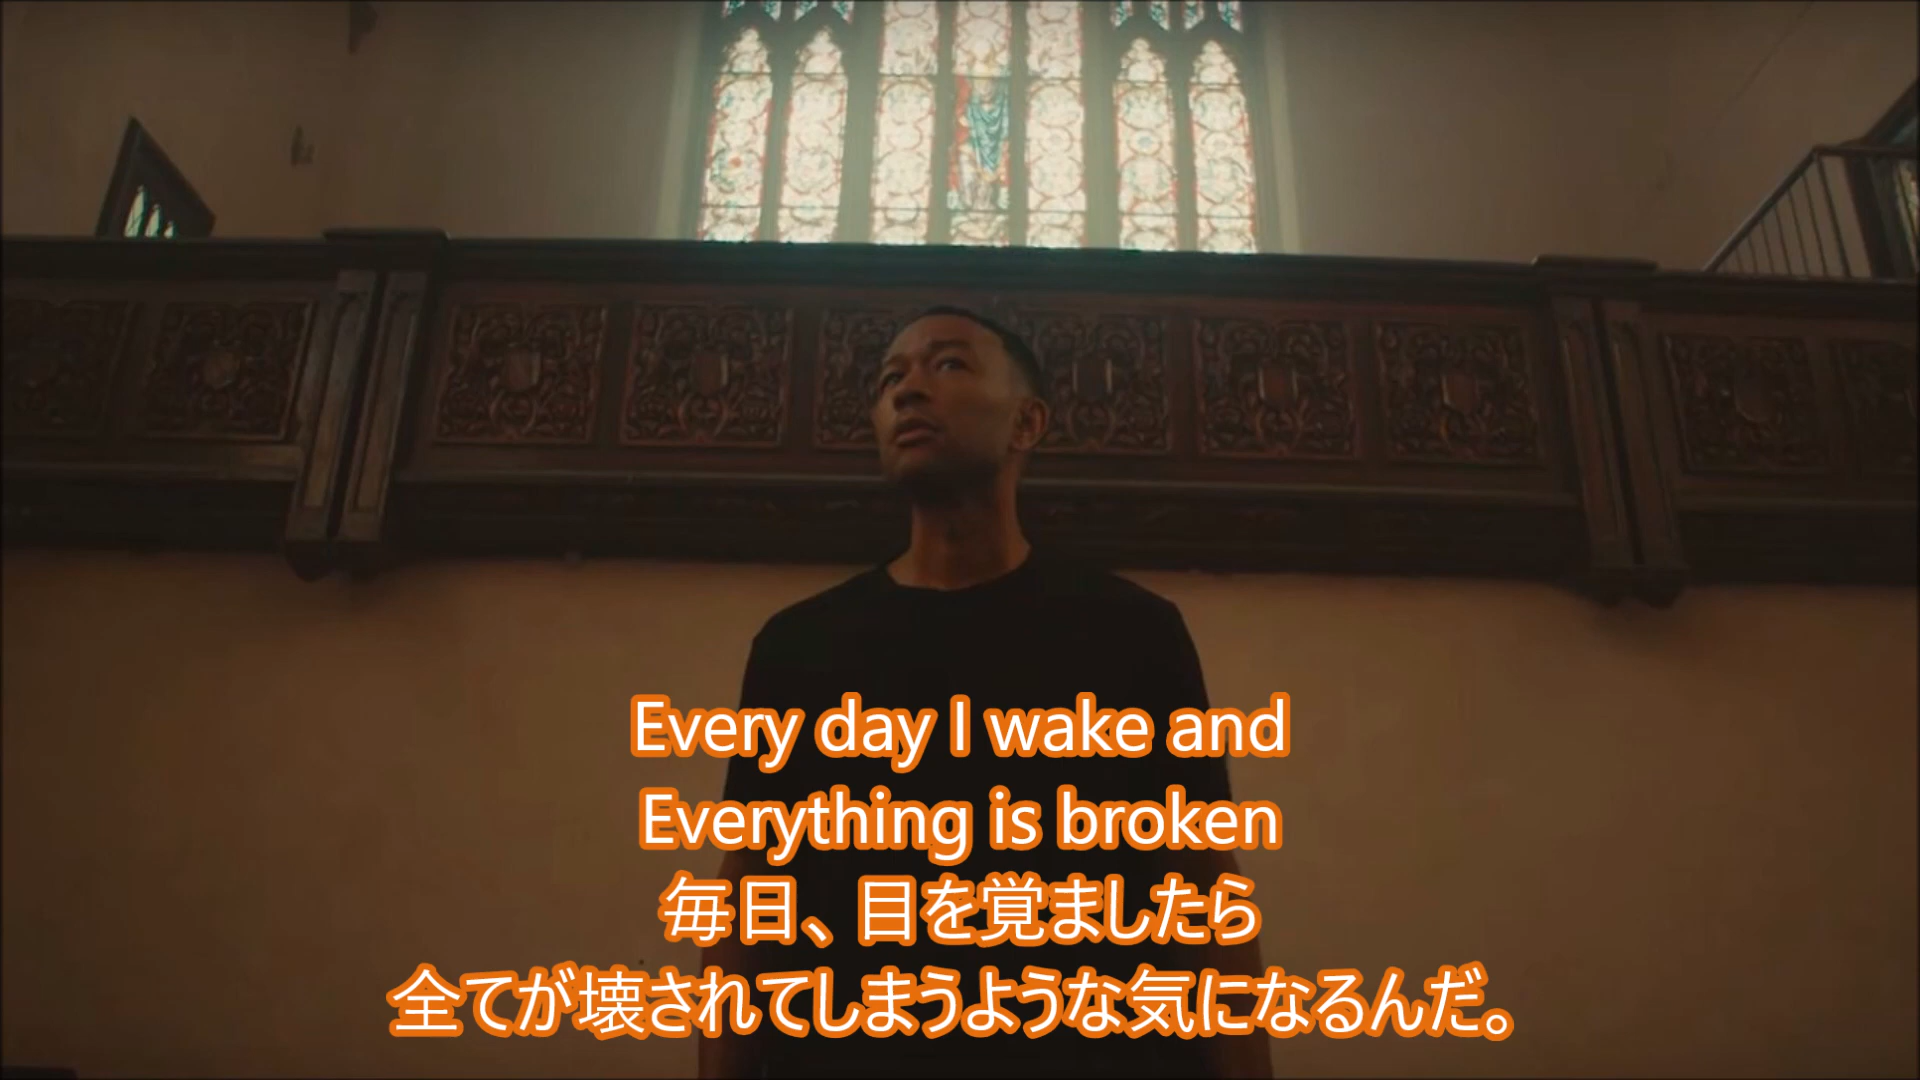 Every day I wake and
Everything is broken
毎日、目を覚ましたら
全てが壊されてしまうような気になるんだ。